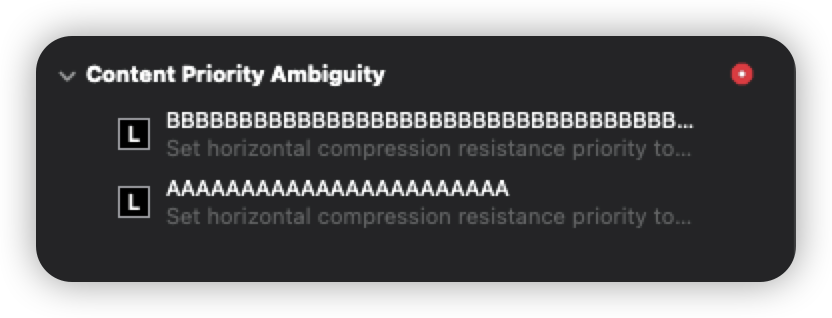 Content Priority Ambiguity
BBBBBBBBBBBBBBBBBBBBBBBBBBBBBBBBBBB...
L
Set horizontal compression resistance priority to...
AAAAAAAAAAAAAAAAAAAAAAA
L
Set horizontal compression resistance priority to...